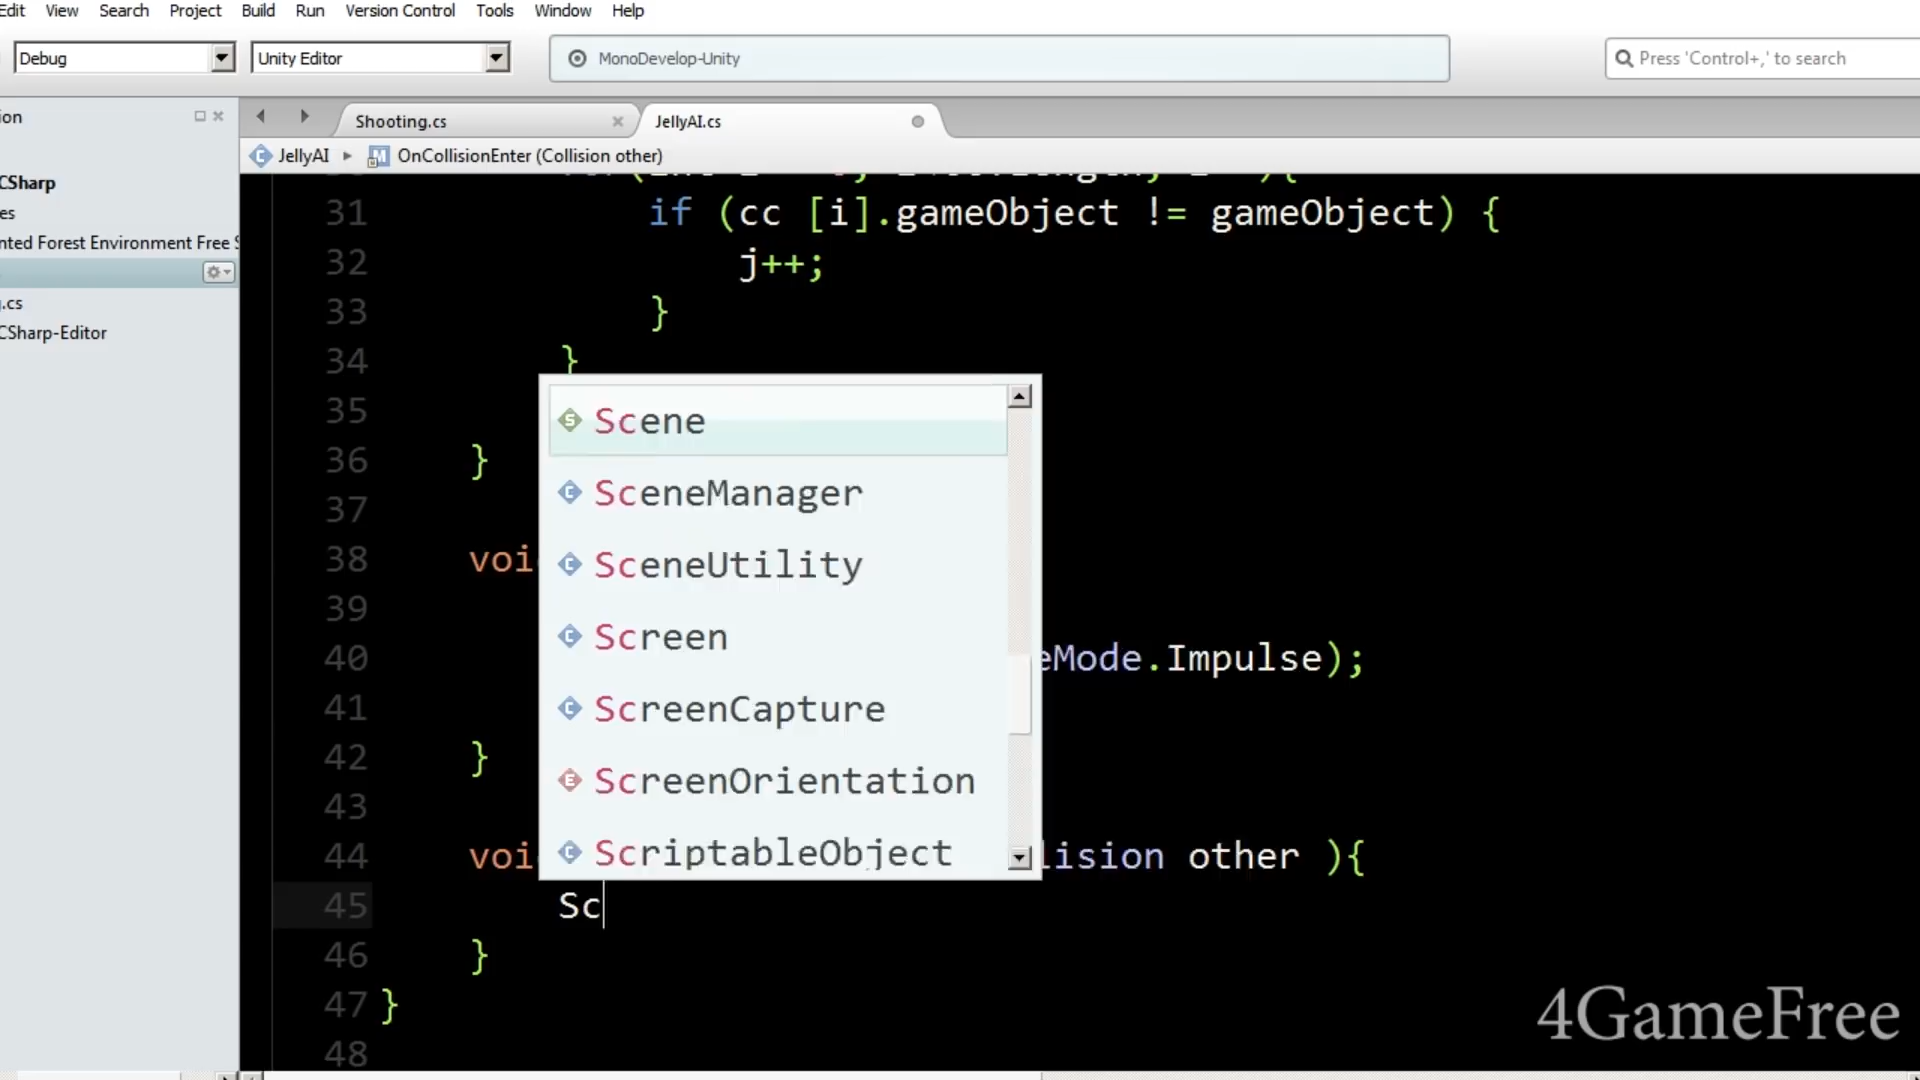 Edit View Search Project Build Run Version Control Tools Window Help
Debug Unity Editor MonoDevelop-Unity Press 'Control+,' to search
ion Shooting.cs JellyAI.cs
JellyAI OnCollisionEnter (Collision other)
CSharp
es
nted Forest Environment Free S
.cs
CSharp-Editor
31 if (cc [i].gameObject != gameObject) {
32 j++;
33 }
34 }
35
36 }
37
38 voi
39
40 eMode.Impulse);
41
42 }
43
44 voi lision other ){
45 Sc
46 }
47 }
48
Scene
SceneManager
SceneUtility
Screen
ScreenCapture
ScreenOrientation
ScriptableObject
4GameFree